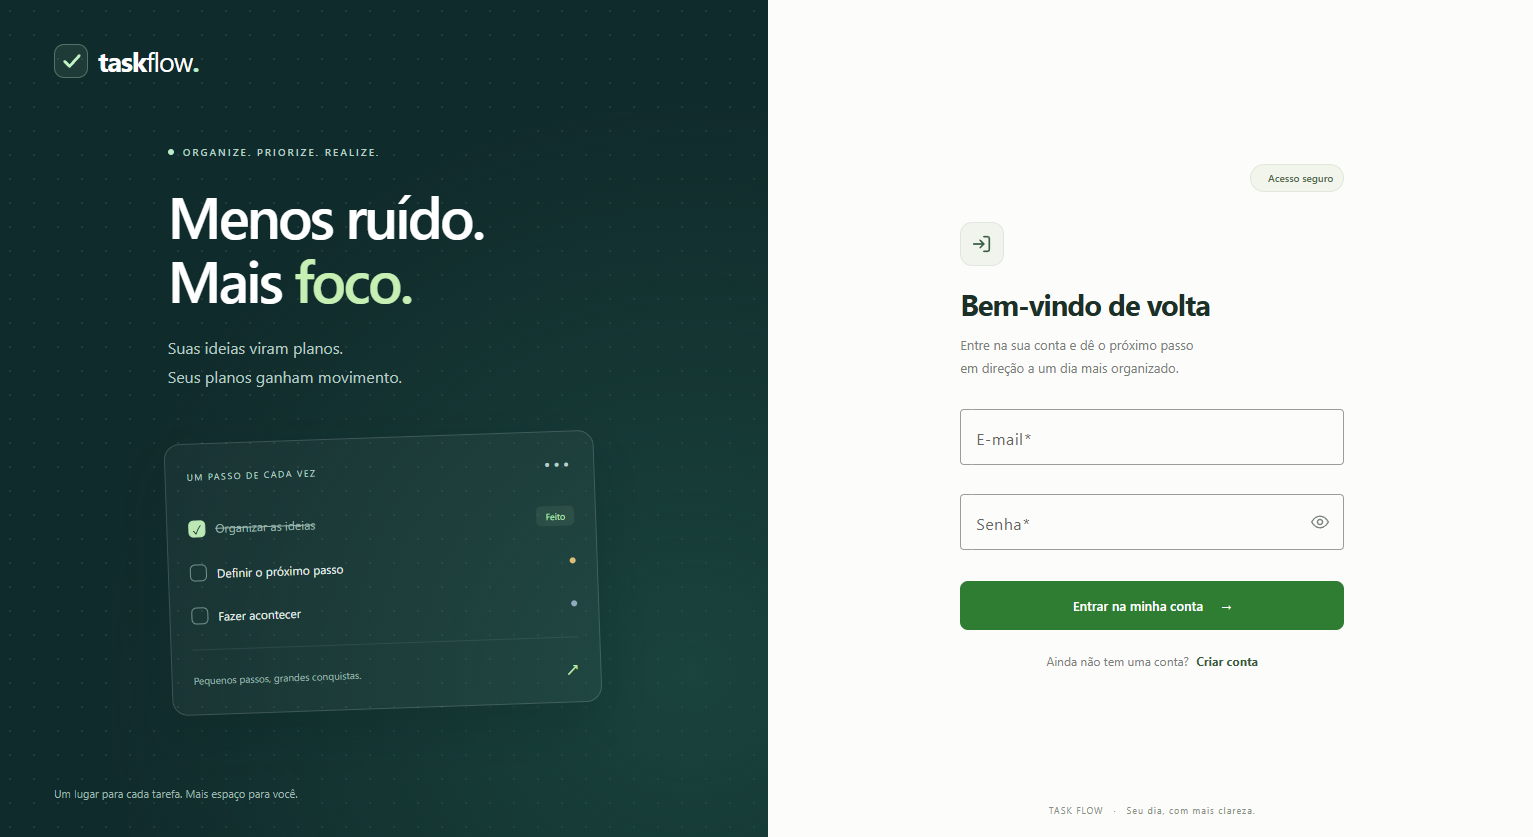 taskflow.
ORGANIZE. PRIORIZE. REALIZE.
Menos ruído.
Mais foco.
Suas ideias viram planos.
Seus planos ganham movimento.
UM PASSO DE CADA VEZ
Organizar as ideias
Feito
Definir o próximo passo
Fazer acontecer
Pequenos passos, grandes conquistas.
Um lugar para cada tarefa. Mais espaço para você.
Acesso seguro
Bem-vindo de volta
Entre na sua conta e dê o próximo passo
em direção a um dia mais organizado.
E-mail*
Senha*
Entrar na minha conta →
Ainda não tem uma conta? Criar conta
TASK FLOW · Seu dia, com mais clareza.